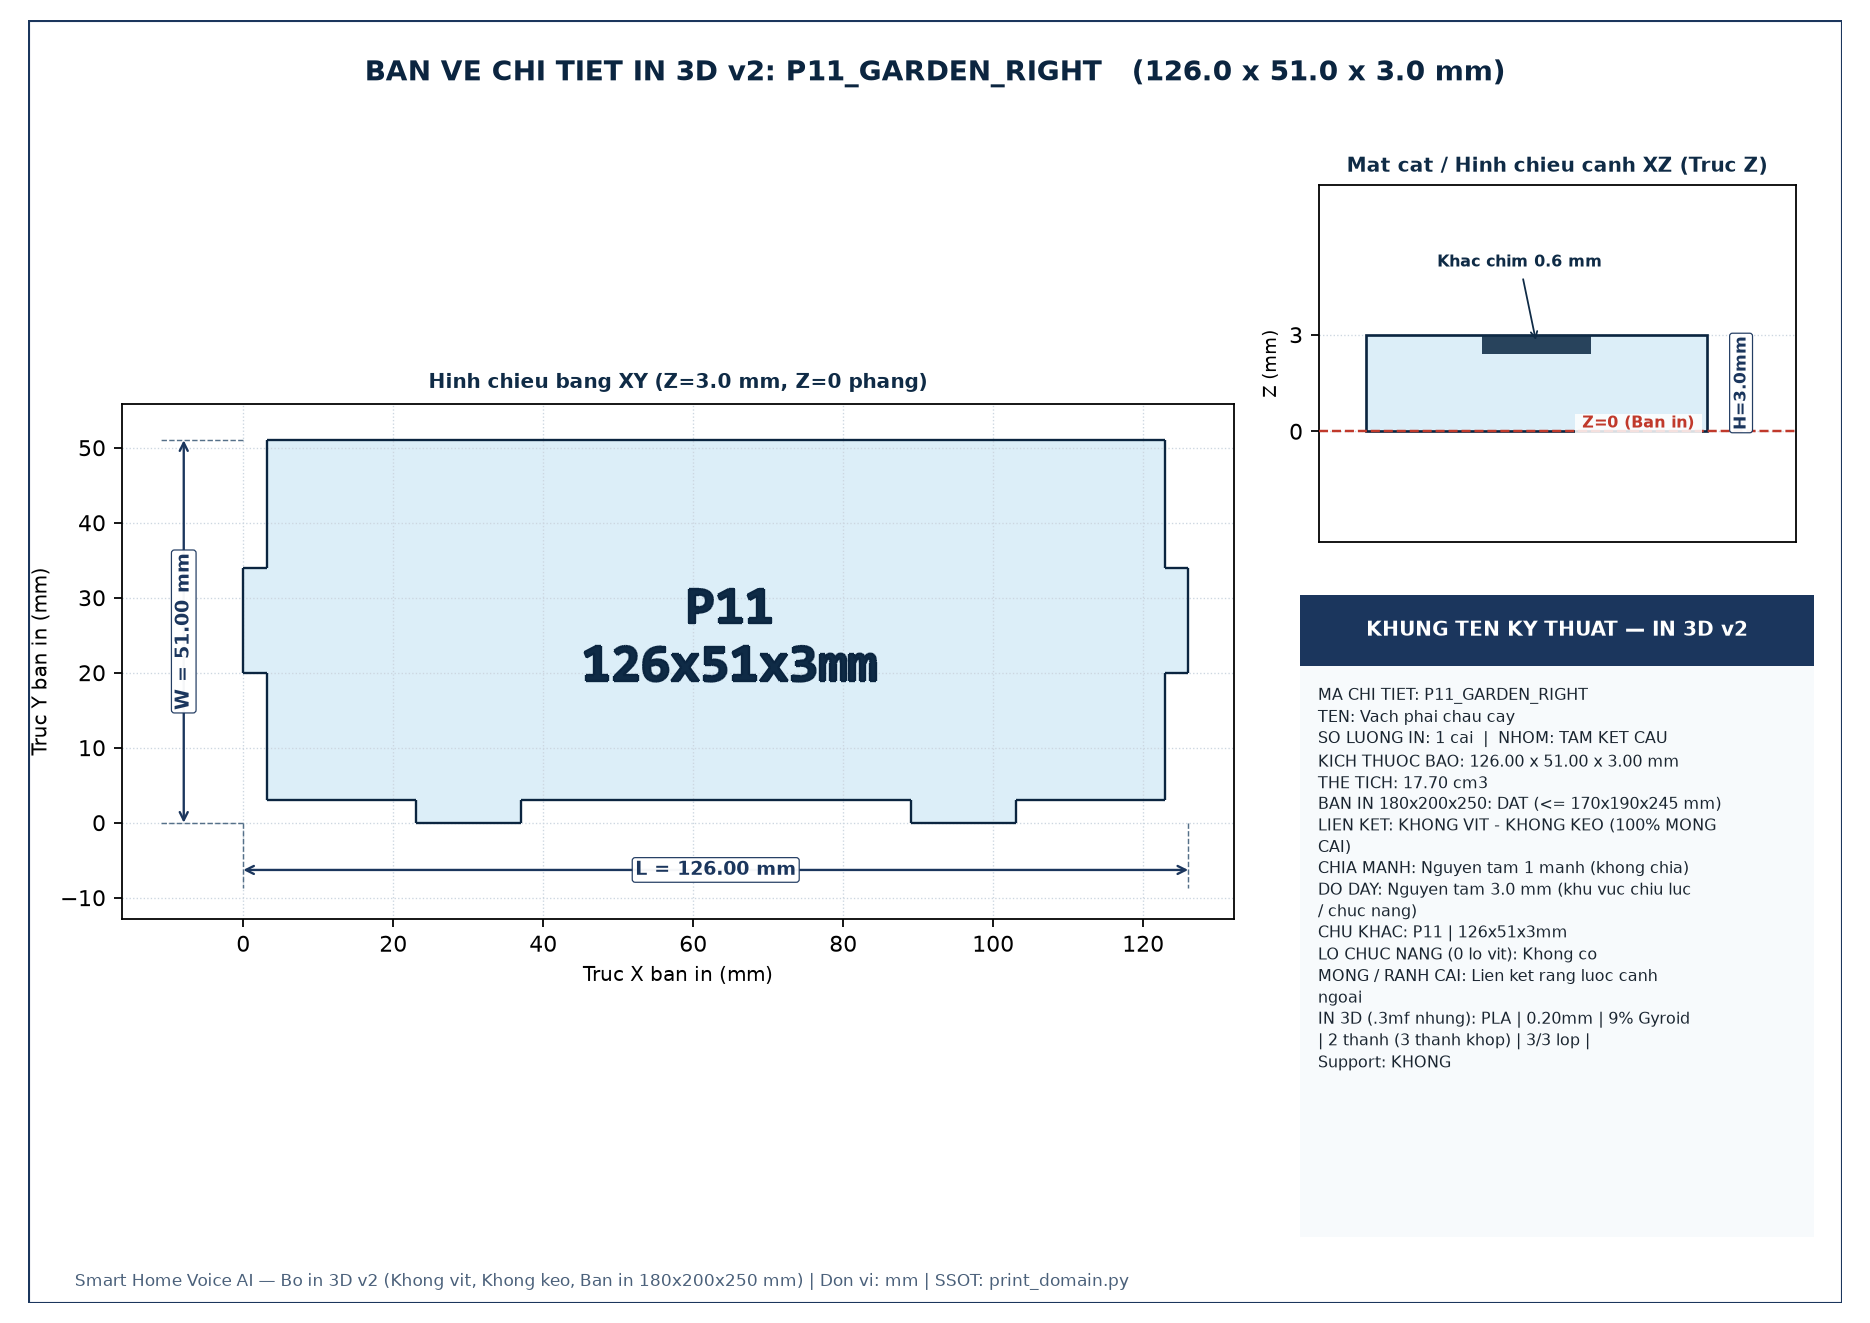 BAN VE CHI TIET IN 3D v2: P11_GARDEN_RIGHT (126.0 x 51.0 x 3.0 mm)
Mat cat / Hinh chieu canh XZ (Truc Z)
Khac chim 0.6 mm
Z (mm)
3
0
H=3.0mm
Z=0 (Ban in)
Hinh chieu bang XY (Z=3.0 mm, Z=0 phang)
Truc Y ban in (mm)
50
40
30
20
10
0
−10
W = 51.00 mm
P11
126x51x3mm
L = 126.00 mm
0 20 40 60 80 100 120
Truc X ban in (mm)
KHUNG TEN KY THUAT — IN 3D v2
MA CHI TIET: P11_GARDEN_RIGHT
TEN: Vach phai chau cay
SO LUONG IN: 1 cai | NHOM: TAM KET CAU
KICH THUOC BAO: 126.00 x 51.00 x 3.00 mm
THE TICH: 17.70 cm3
BAN IN 180x200x250: DAT (<= 170x190x245 mm)
LIEN KET: KHONG VIT - KHONG KEO (100% MONG
CAI)
CHIA MANH: Nguyen tam 1 manh (khong chia)
DO DAY: Nguyen tam 3.0 mm (khu vuc chiu luc
/ chuc nang)
CHU KHAC: P11 | 126x51x3mm
LO CHUC NANG (0 lo vit): Khong co
MONG / RANH CAI: Lien ket rang luoc canh
ngoai
IN 3D (.3mf nhung): PLA | 0.20mm | 9% Gyroid
| 2 thanh (3 thanh khop) | 3/3 lop |
Support: KHONG
Smart Home Voice AI — Bo in 3D v2 (Khong vit, Khong keo, Ban in 180x200x250 mm) | Don vi: mm | SSOT: print_domain.py